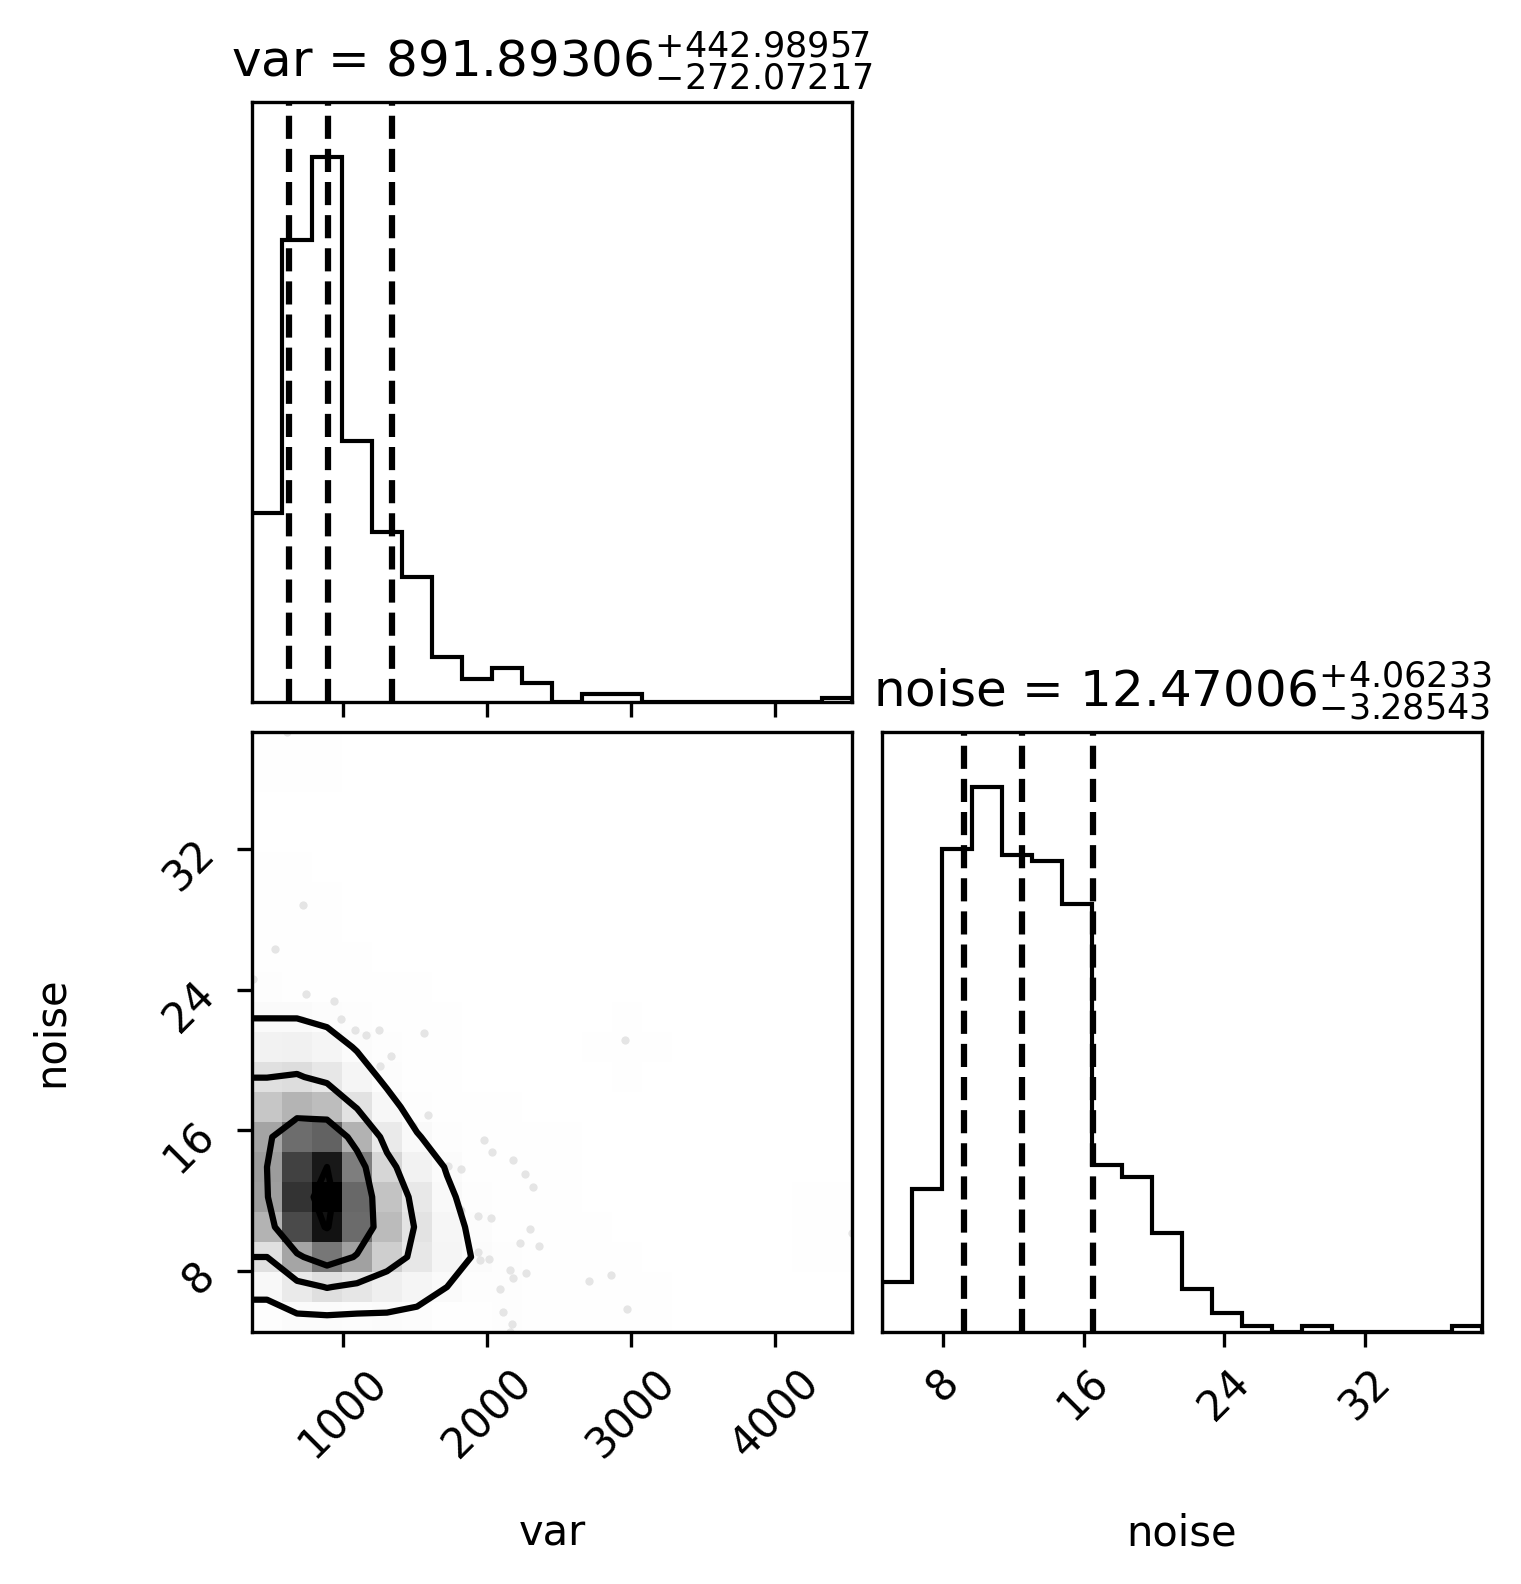 var = 891.89306+442.98957−272.07217
noise = 12.47006+4.06233−3.28543
32
24
16
8
noise
1000 2000 3000 4000
8 16 24 32
var
noise